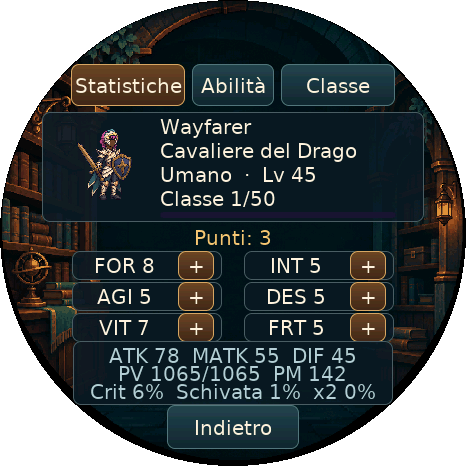 Statistiche Abilità Classe
Wayfarer
Cavaliere del Drago
Umano · Lv 45
Classe 1/50
Punti: 3
FOR 8 + INT 5 +
AGI 5 + DES 5 +
VIT 7 + FRT 5 +
ATK 78 MATK 55 DIF 45
PV 1065/1065 PM 142
Crit 6% Schivata 1% x2 0%
Indietro